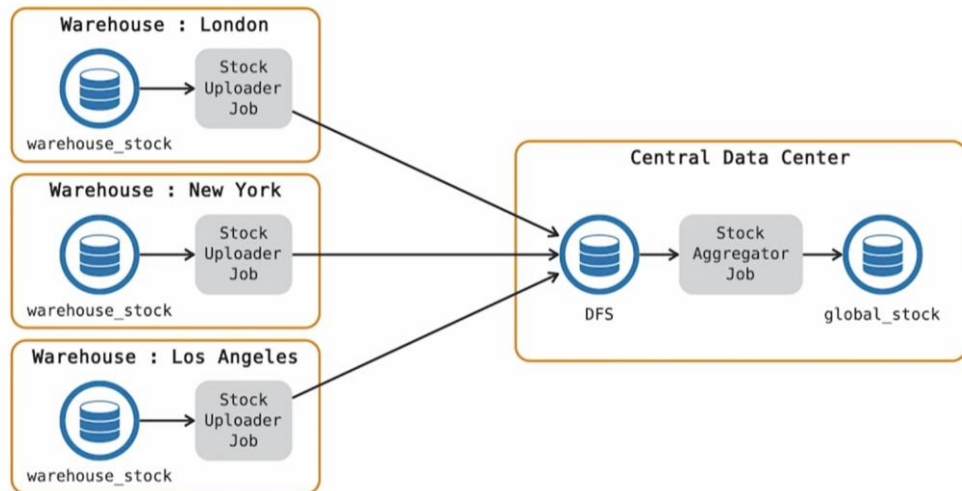 Warehouse : London
Stock
Uploader
Job
warehouse_stock
Warehouse : New York
Stock
Uploader
Job
warehouse_stock
Warehouse : Los Angeles
Stock
Uploader
Job
warehouse_stock
Central Data Center
DFS
Stock
Aggregator
Job
global_stock